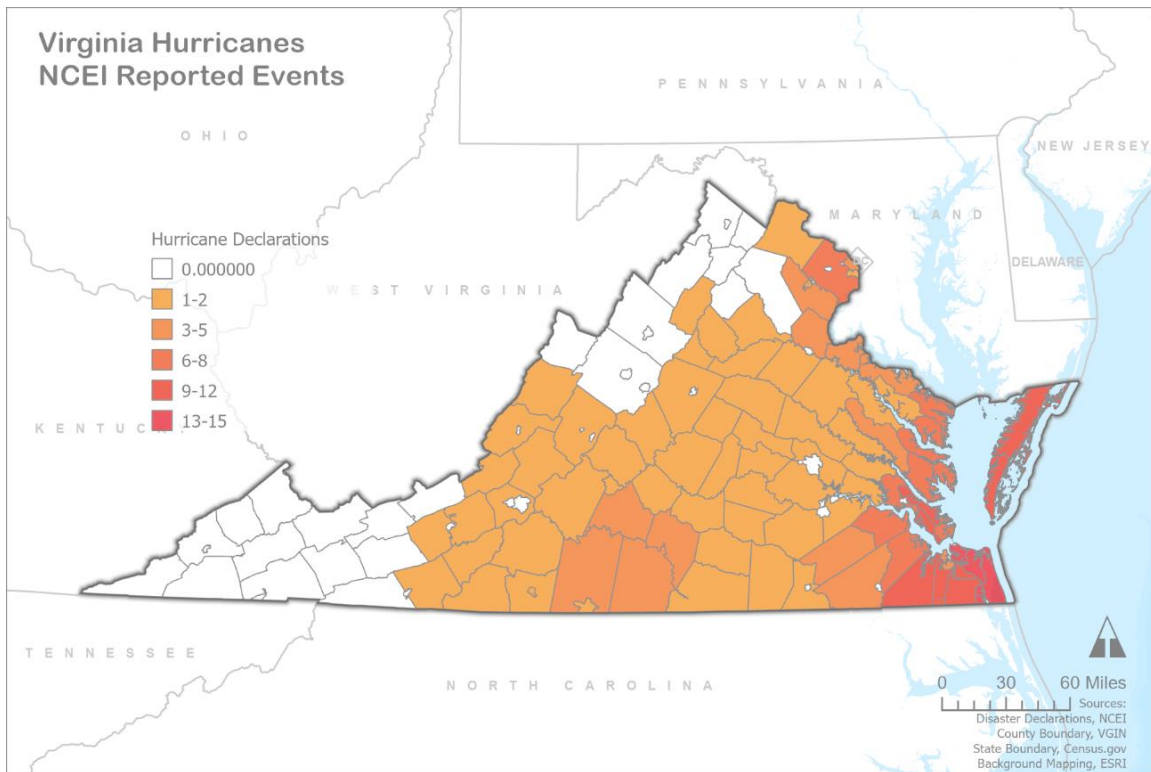 Virginia Hurricanes
NCEI Reported Events
PENNSYLVANIA
OHIO
NEW JERSEY
MARYLAND
Hurricane Declarations
0.000000
1-2
3-5
6-8
9-12
13-15
DC
DELAWARE
WEST VIRGINIA
KENTUCK
TENNESSEE
NORTH CAROLINA
0 30 60 Miles
Sources:
Disaster Declarations, NCEI
County Boundary, VGIN
State Boundary, Census.gov
Background Mapping, ESRI